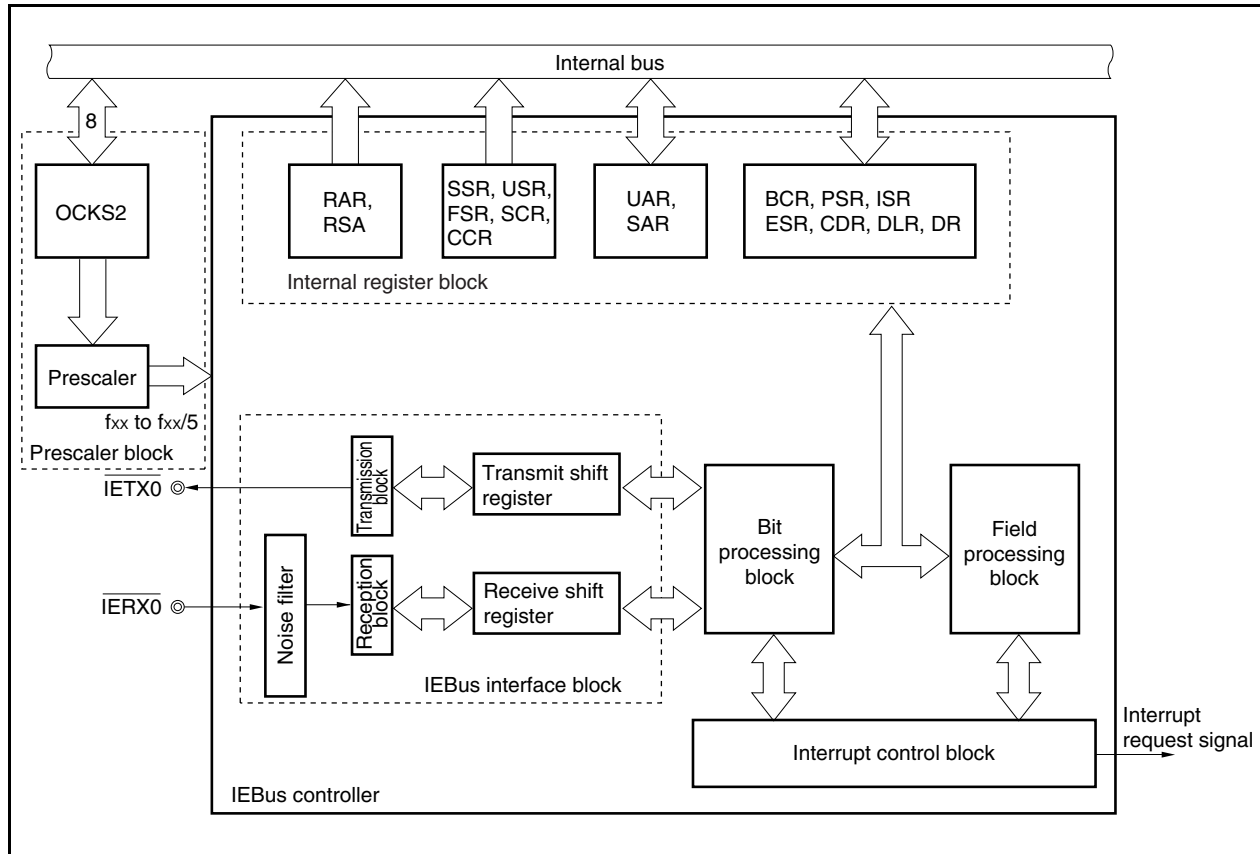 Internal bus
8
OCKS2
RAR,
RSA
SSR, USR,
FSR, SCR,
CCR
UAR,
SAR
BCR, PSR, ISR
ESR, CDR, DLR, DR
Internal register block
Prescaler
fxx to fxx/5
Prescaler block
IETX0
Transmission
block
Transmit shift
register
Bit
processing
block
Field
processing
block
IERX0
Noise filter
Reception
block
Receive shift
register
IEBus interface block
Interrupt control block
Interrupt
request signal
IEBus controller